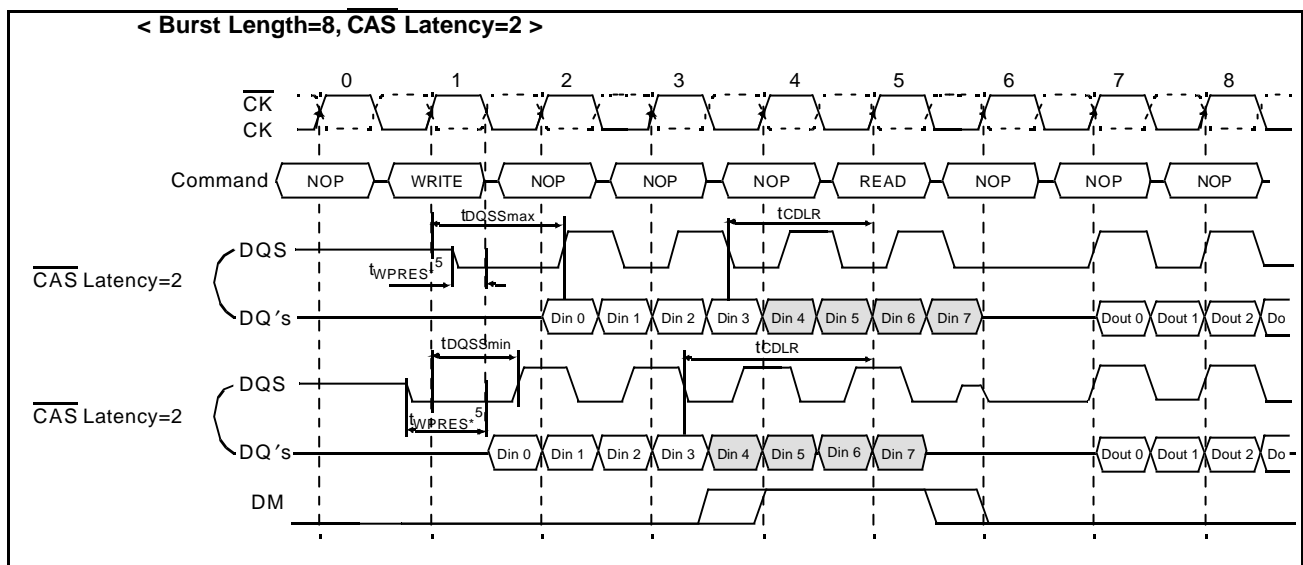 < Burst Length=8, CAS Latency=2 >
0 1 2 3 4 5 6 7 8
CK
CK
Command NOP WRITE NOP NOP NOP READ NOP NOP NOP
tDQSSmax tCDLR
DQS
tWPRES*5
CAS Latency=2
DQ's Din 0 Din 1 Din 2 Din 3 Din 4 Din 5 Din 6 Din 7 Dout 0 Dout 1 Dout 2 Do
tDQSSmin tCDLR
DQS
CAS Latency=2
tWPRES*5
DQ's Din 0 Din 1 Din 2 Din 3 Din 4 Din 5 Din 6 Din 7 Dout 0 Dout 1 Dout 2 Do
DM